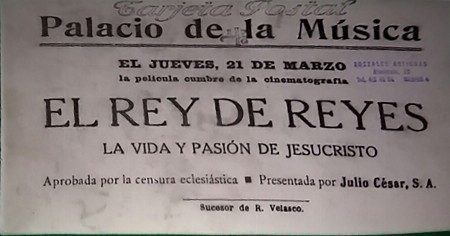 Tarjeta Postal
Palacio de la Música
EL JUEVES, 21 DE MARZO
la película cumbre de la cinematografía
EL REY DE REYES
LA VIDA Y PASIÓN DE JESUCRISTO
Aprobada por la censura eclesiástica ■ Presentada por Julio César, S. A.
Sucesor de R. Velasco.